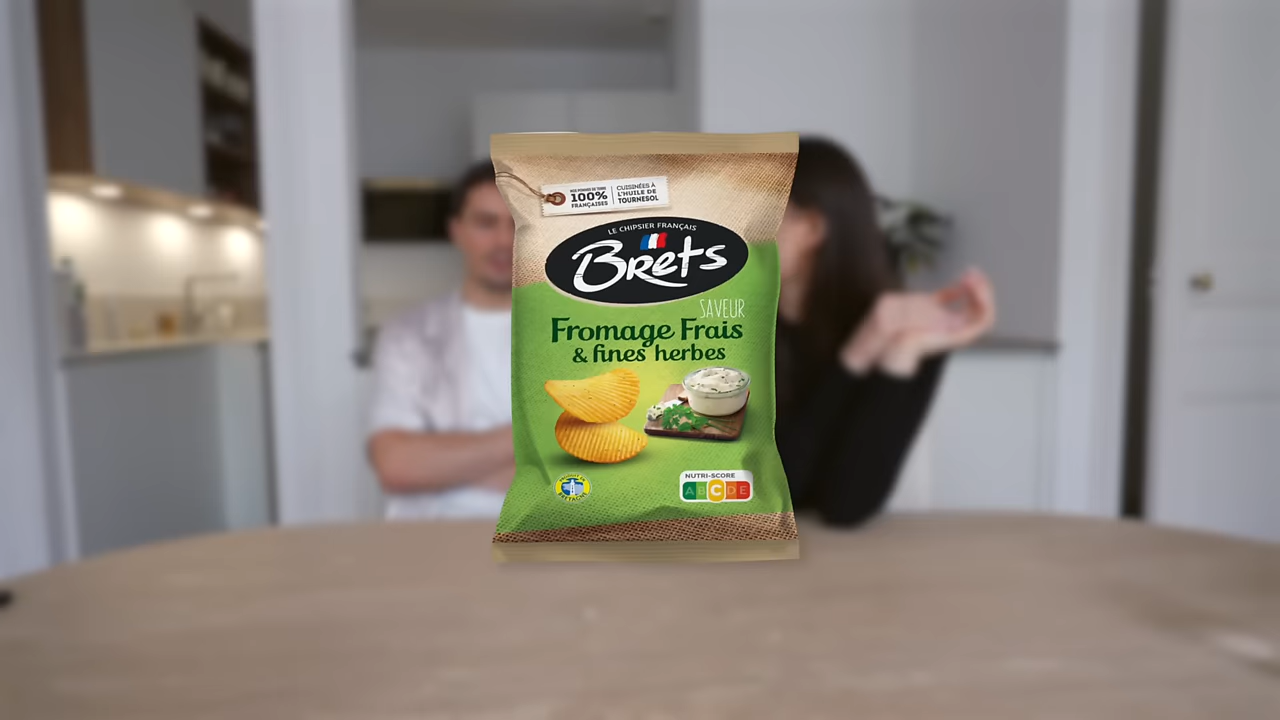 NOS POMMES DE TERRE
100%
FRANÇAISES
CUISINÉES À
L'HUILE DE
TOURNESOL
LE CHIPSIER FRANÇAIS
Brets
SAVEUR
Fromage Frais
& fines herbes
NUTRI-SCORE
A B C D E
BRETAGNE